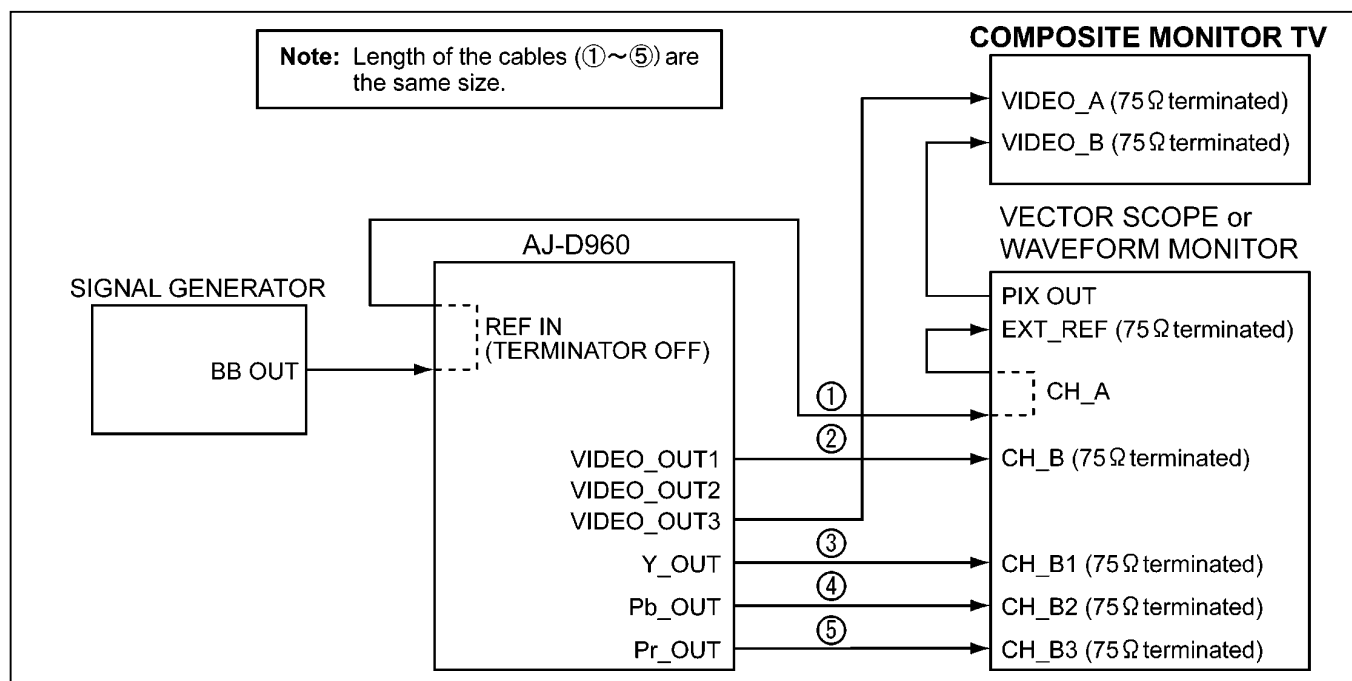 Note: Length of the cables (①～⑤) are
the same size.
COMPOSITE MONITOR TV
VIDEO_A (75Ω terminated)
VIDEO_B (75Ω terminated)
VECTOR SCOPE or
WAVEFORM MONITOR
AJ-D960
SIGNAL GENERATOR
BB OUT
REF IN
(TERMINATOR OFF)
PIX OUT
EXT_REF (75Ω terminated)
CH_A
①
②
VIDEO_OUT1
VIDEO_OUT2
VIDEO_OUT3
CH_B (75Ω terminated)
③
Y_OUT
CH_B1 (75Ω terminated)
④
Pb_OUT
CH_B2 (75Ω terminated)
⑤
Pr_OUT
CH_B3 (75Ω terminated)